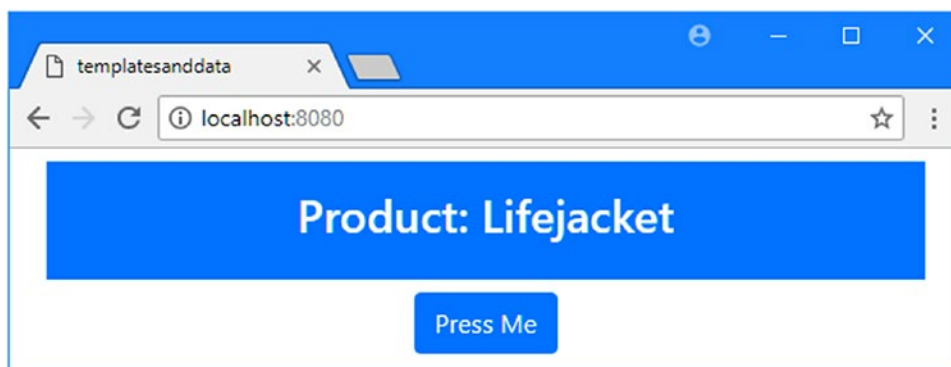 templatesanddata
localhost:8080
Product: Lifejacket
Press Me